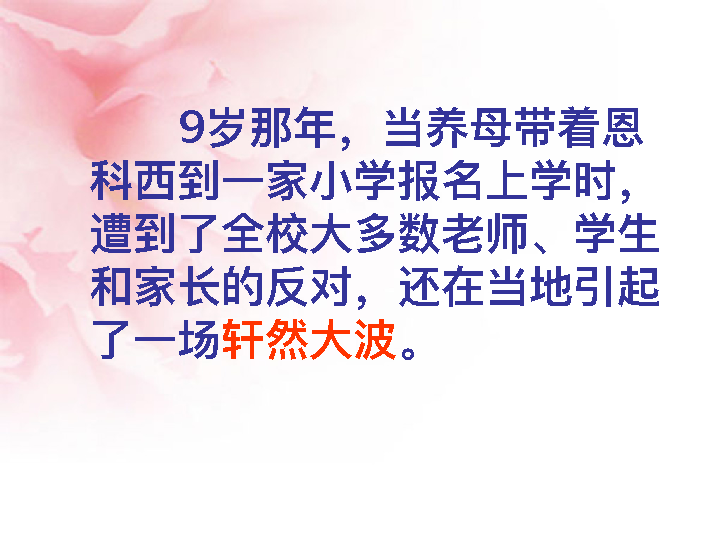 9岁那年，当养母带着恩
科西到一家小学报名上学时，
遭到了全校大多数老师、学生
和家长的反对，还在当地引起
了一场轩然大波。